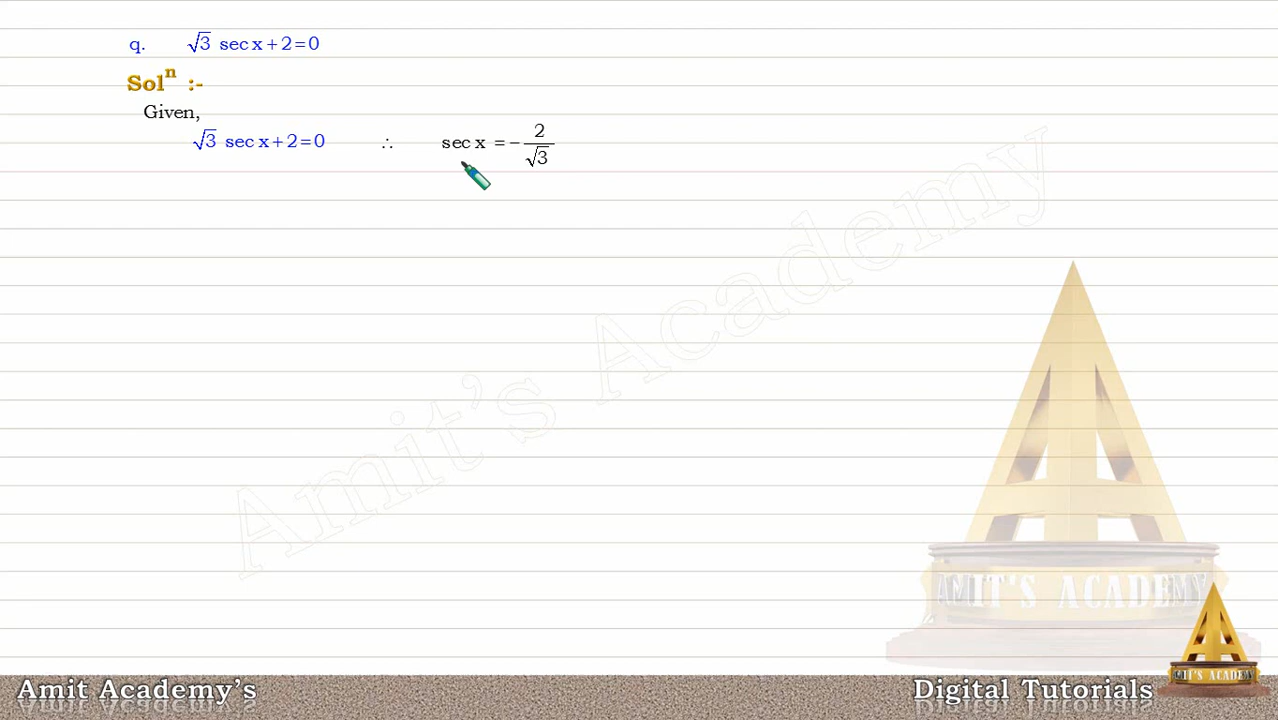 q. √3 sec x + 2 = 0
Solⁿ :-
Given,
√3 sec x + 2 = 0 ∴ sec x = − 2/√3
Amit's Academy
AMIT'S ACADEMY
Amit Academy's
Digital Tutorials